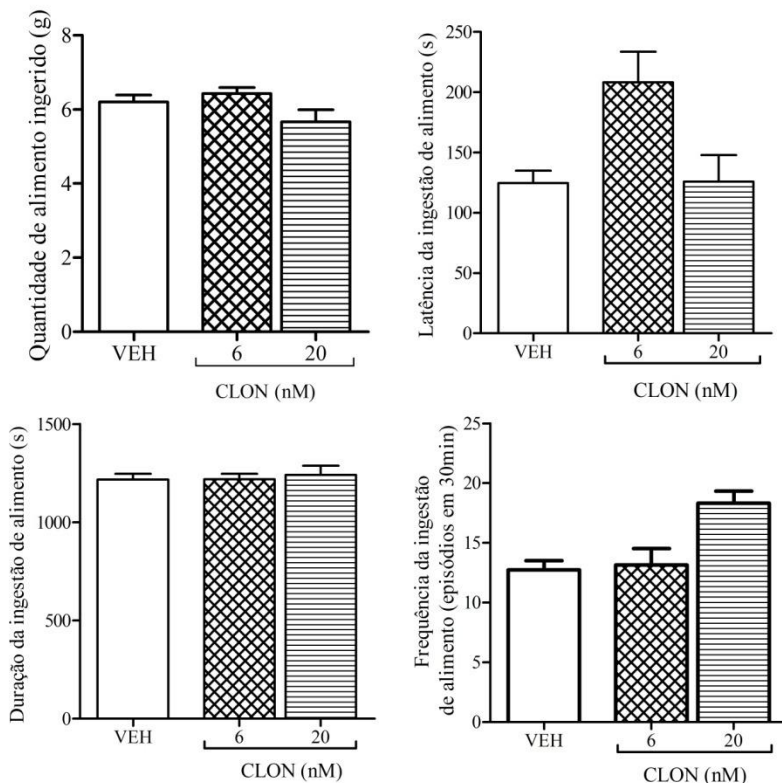 Quantidade de alimento ingerido (g)
8
6
4
2
0
VEH
6
20
CLON (nM)
Latência da ingestão de alimento (s)
250
200
150
100
50
0
VEH
6
20
CLON (nM)
Duração da ingestão de alimento (s)
1500
1000
500
0
VEH
6
20
CLON (nM)
Frequência da ingestão
de alimento (episódios em 30min)
25
20
15
10
5
0
VEH
6
20
CLON (nM)